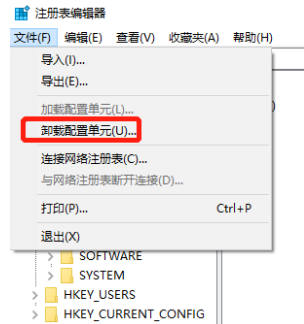 注册表编辑器
文件(F) 编辑(E) 查看(V) 收藏夹(A) 帮助(H)
导入(I)...
导出(E)...
加载配置单元(L)...
卸载配置单元(U)...
连接网络注册表(C)...
与网络注册表断开连接(D)...
打印(P)... Ctrl+P
退出(X)
SOFTWARE
SYSTEM
HKEY_USERS
HKEY_CURRENT_CONFIG